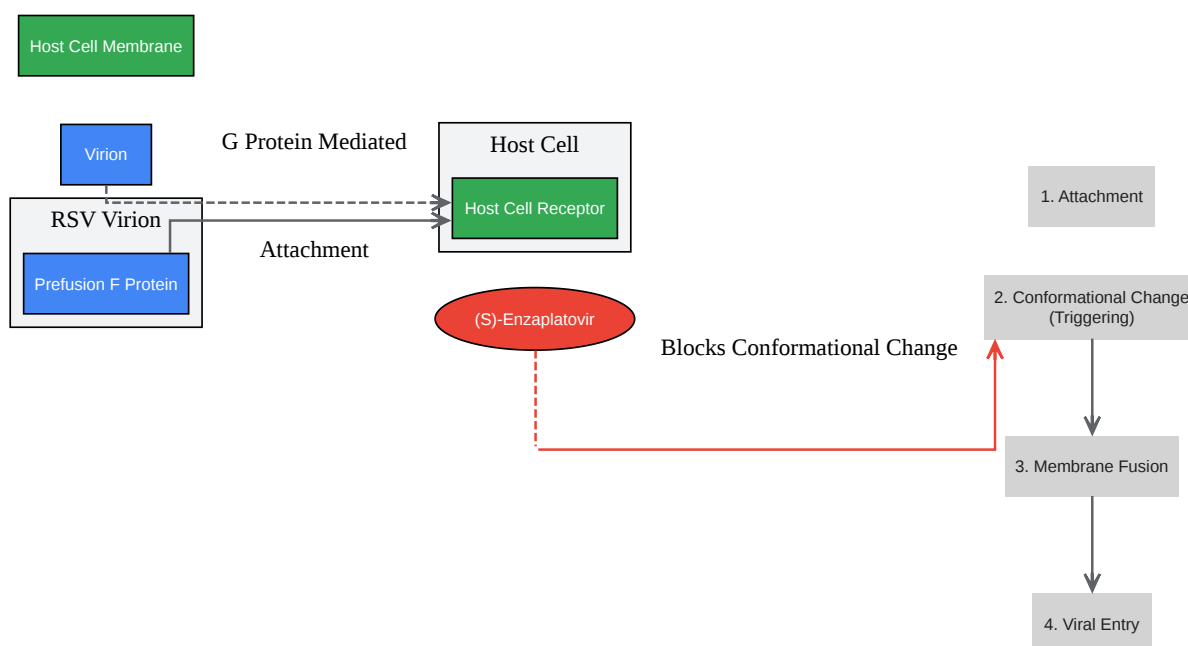 Host Cell Membrane
G Protein Mediated
Host Cell
Virion
Host Cell Receptor
1. Attachment
RSV Virion
Attachment
Prefusion F Protein
2. Conformational Change
(Triggering)
(S)-Enzaplatovir
Blocks Conformational Change
3. Membrane Fusion
4. Viral Entry